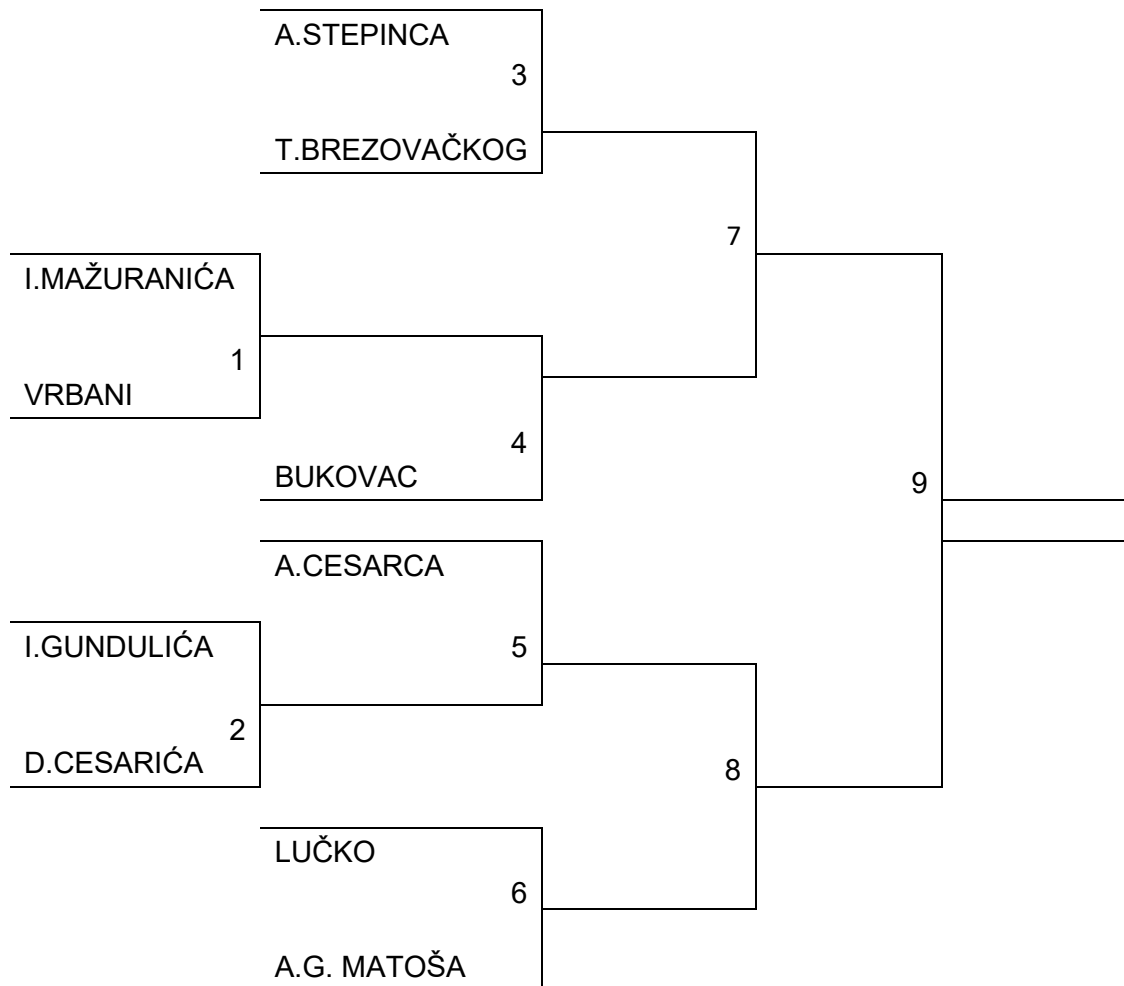 A.STEPINCA
3
T.BREZOVAČKOG
7
I.MAŽURANIĆA
1
VRBANI
4
BUKOVAC
9
A.CESARCA
I.GUNDULIĆA
5
2
D.CESARIĆA
8
LUČKO
6
A.G. MATOŠA